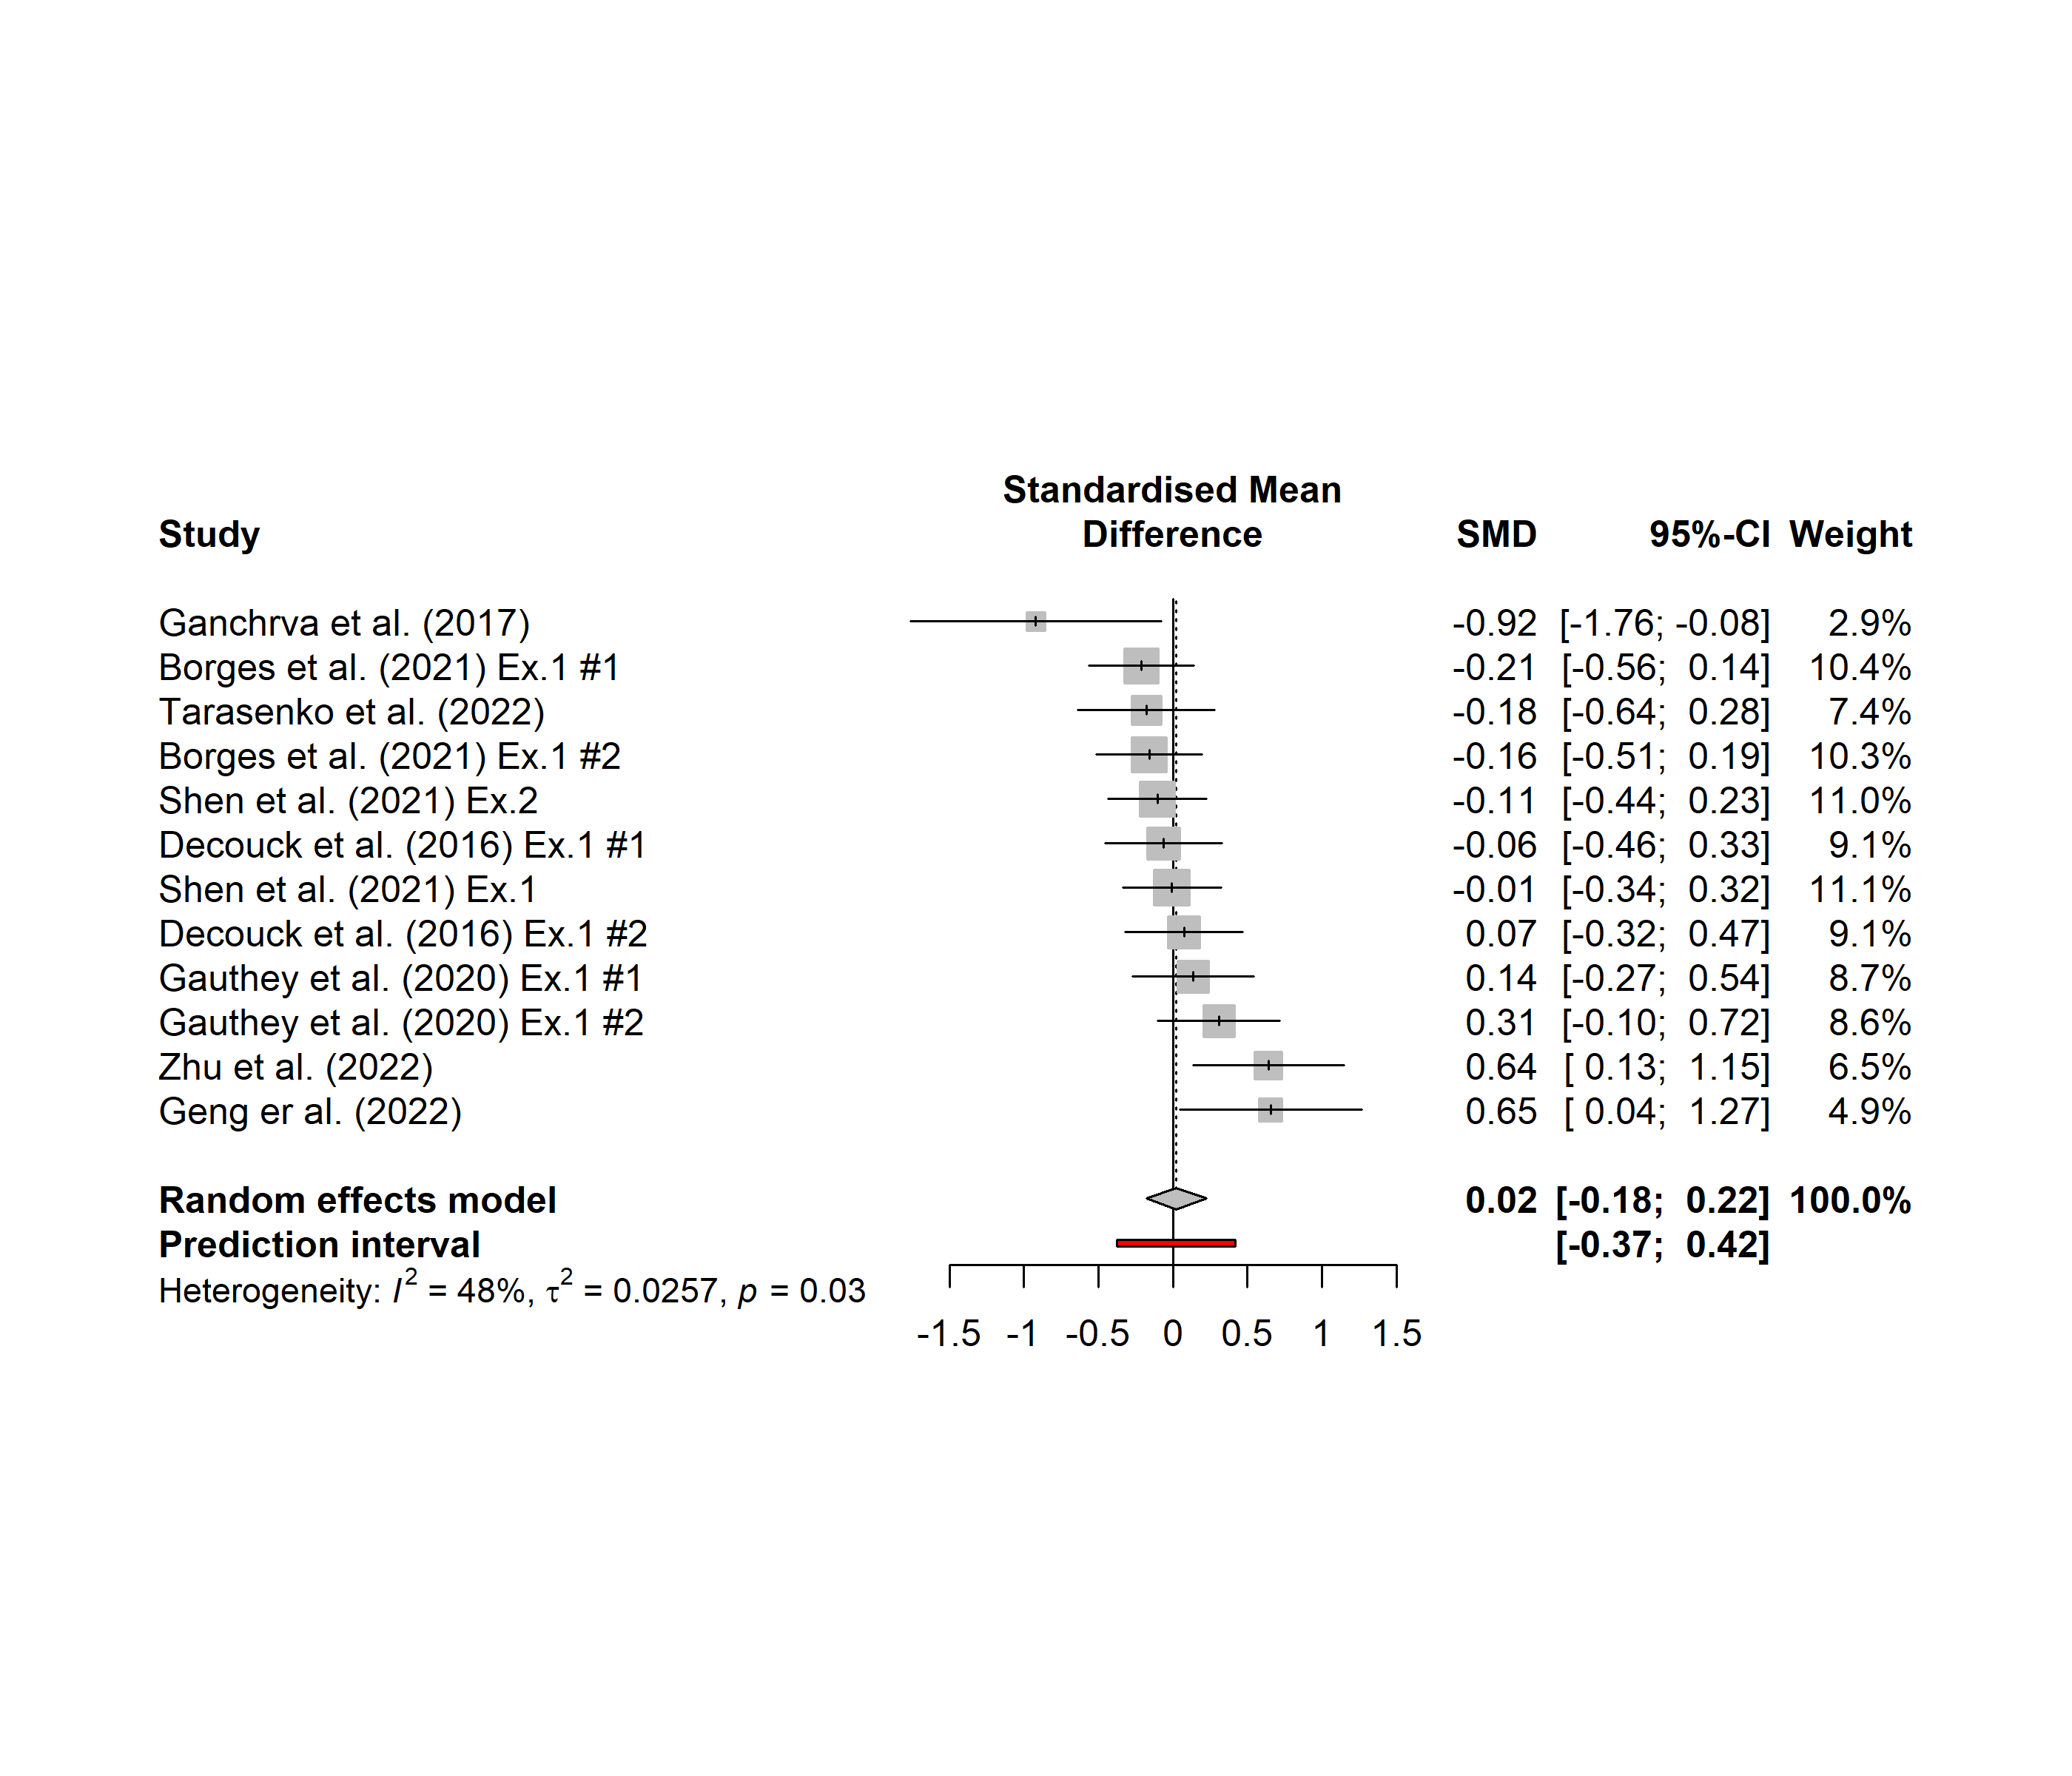 Standardised Mean
Study Difference SMD 95%-CI Weight
Ganchrva et al. (2017) -0.92 [-1.76; -0.08] 2.9%
Borges et al. (2021) Ex.1 #1 -0.21 [-0.56; 0.14] 10.4%
Tarasenko et al. (2022) -0.18 [-0.64; 0.28] 7.4%
Borges et al. (2021) Ex.1 #2 -0.16 [-0.51; 0.19] 10.3%
Shen et al. (2021) Ex.2 -0.11 [-0.44; 0.23] 11.0%
Decouck et al. (2016) Ex.1 #1 -0.06 [-0.46; 0.33] 9.1%
Shen et al. (2021) Ex.1 -0.01 [-0.34; 0.32] 11.1%
Decouck et al. (2016) Ex.1 #2 0.07 [-0.32; 0.47] 9.1%
Gauthey et al. (2020) Ex.1 #1 0.14 [-0.27; 0.54] 8.7%
Gauthey et al. (2020) Ex.1 #2 0.31 [-0.10; 0.72] 8.6%
Zhu et al. (2022) 0.64 [ 0.13; 1.15] 6.5%
Geng er al. (2022) 0.65 [ 0.04; 1.27] 4.9%
Random effects model 0.02 [-0.18; 0.22] 100.0%
Prediction interval [-0.37; 0.42]
Heterogeneity: I² = 48%, τ² = 0.0257, p = 0.03
-1.5 -1 -0.5 0 0.5 1 1.5